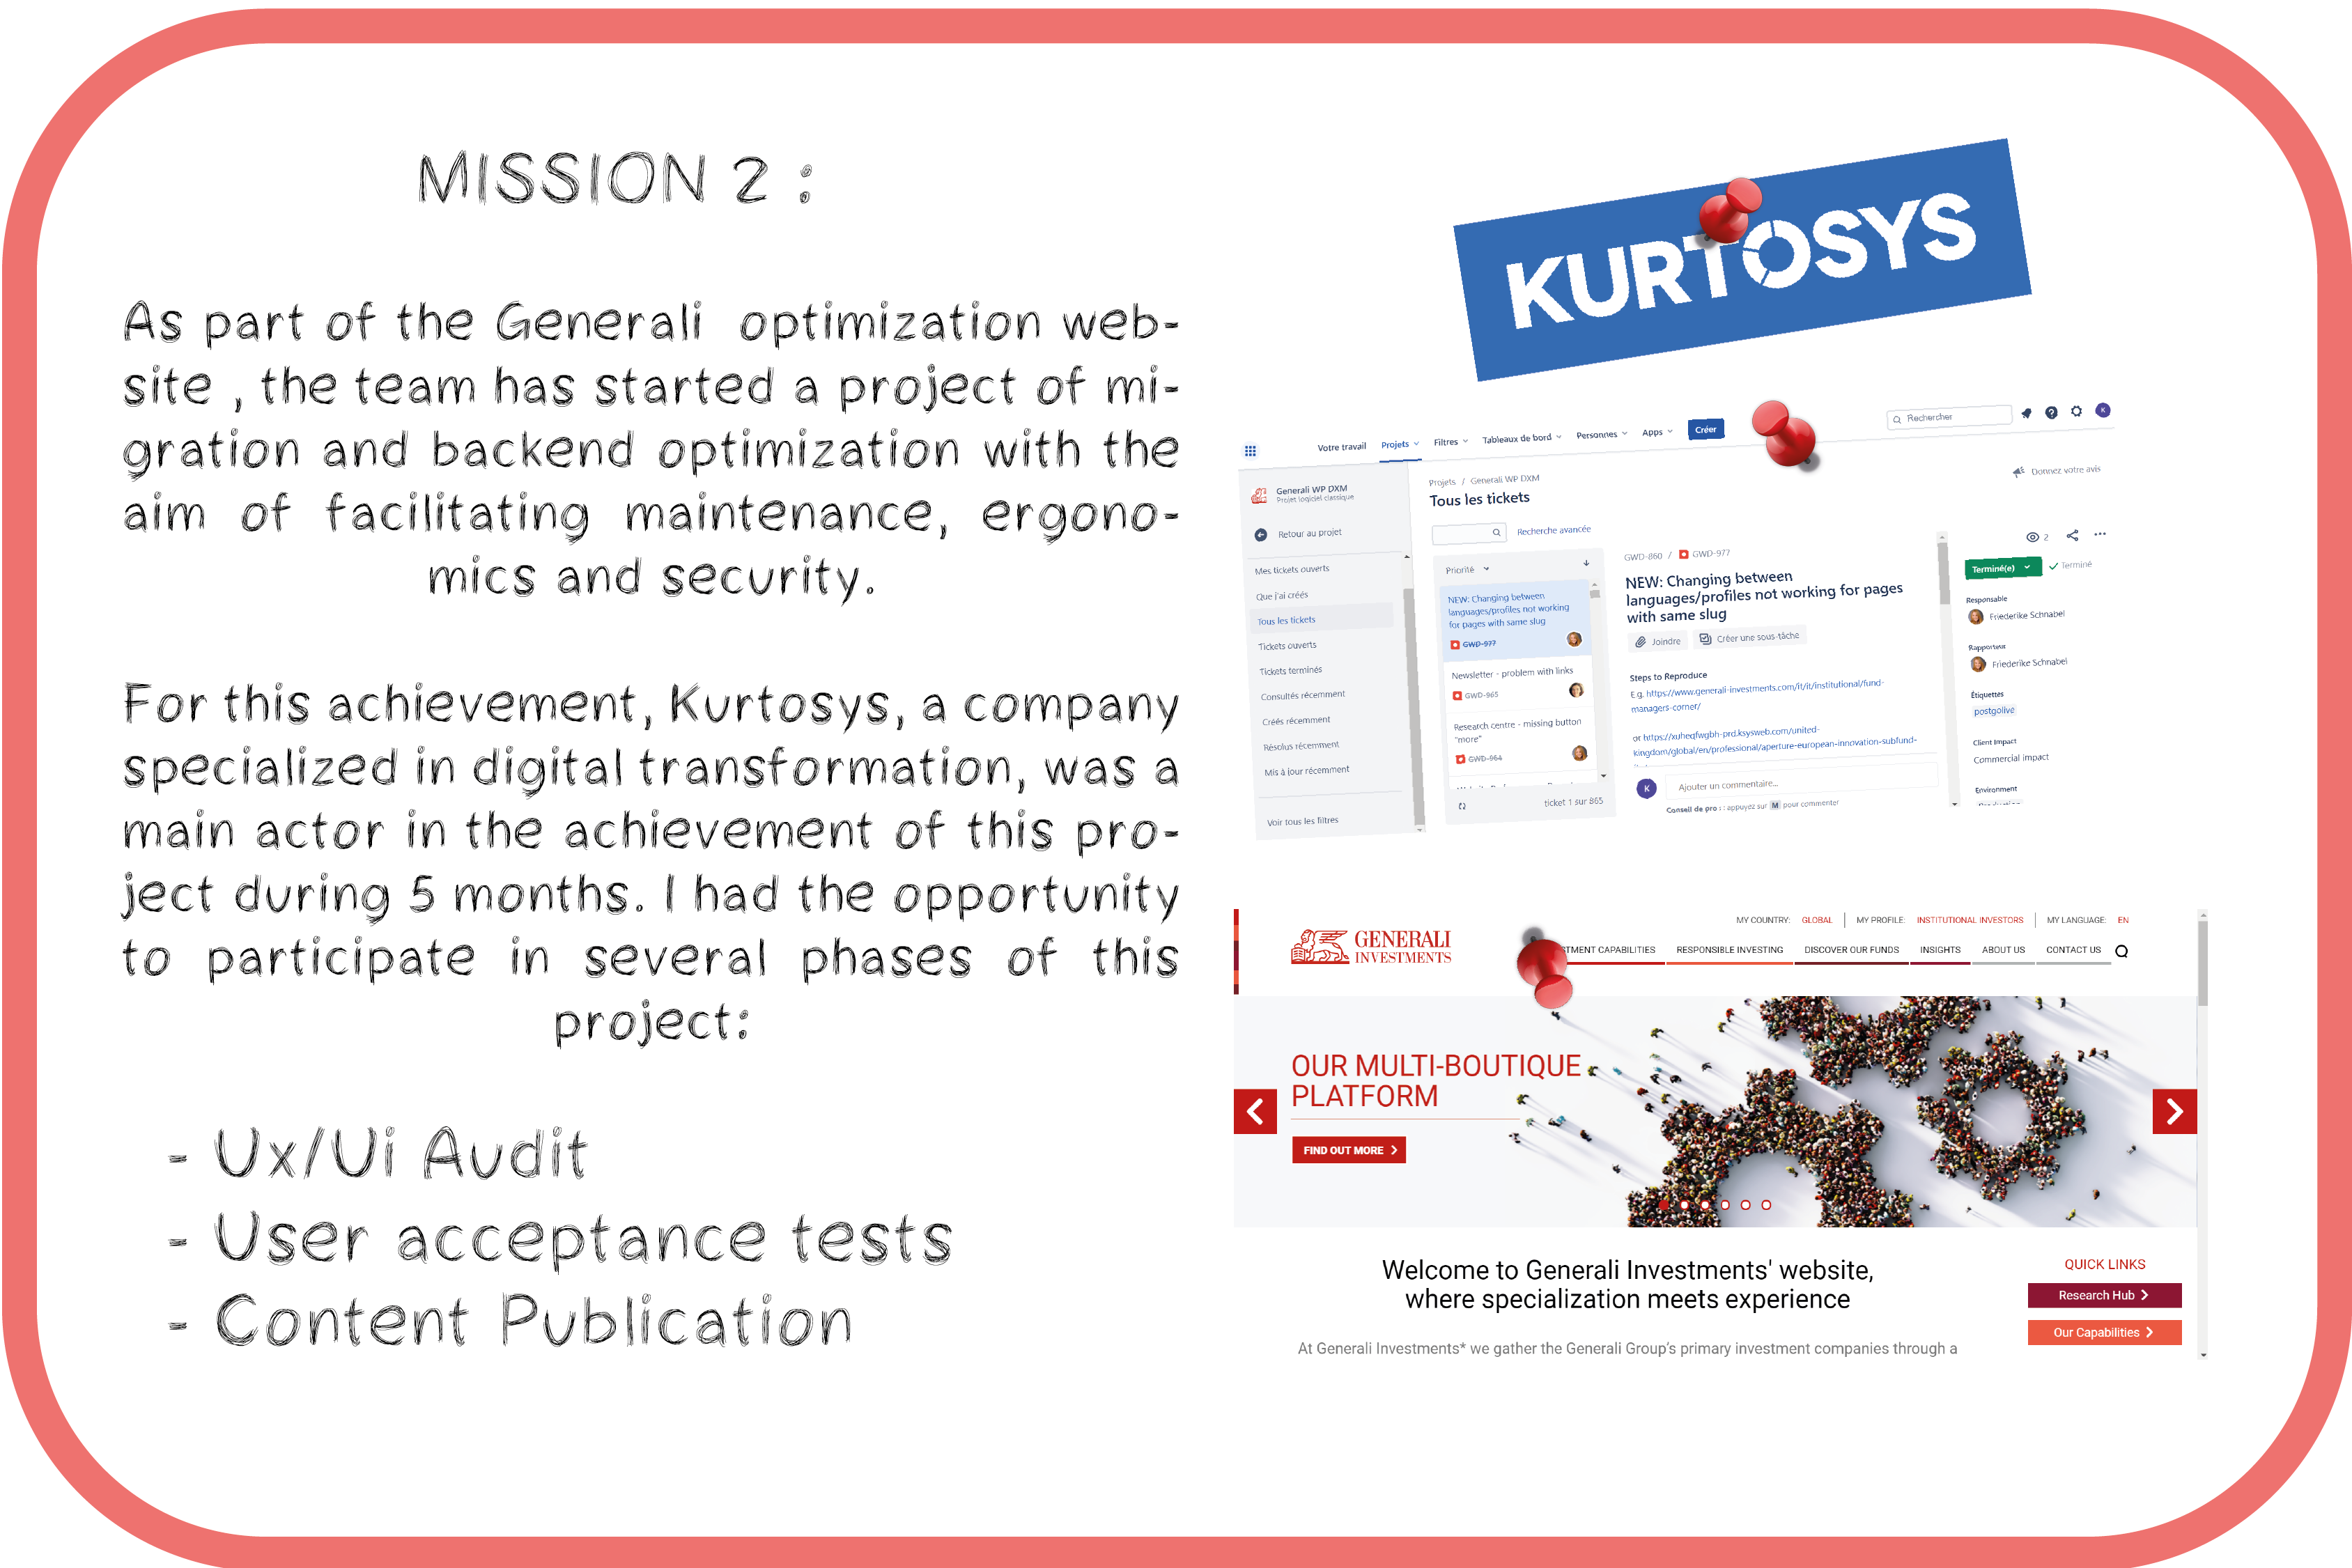 MISSION 2 :
As part of the Generali optimization web-
site , the team has started a project of mi-
gration and backend optimization with the
aim of facilitating maintenance, ergono-
mics and security.
For this achievement, Kurtosys, a company
specialized in digital transformation, was a
main actor in the achievement of this pro-
ject during 5 months. I had the opportunity
to participate in several phases of this
project:
- Ux/Ui Audit
- User acceptance tests
- Content Publication
KURTOSYS
Votre travail Projets Filtres Tableaux de bord Personnes Apps Créer Rechercher K
Generali WP DXM
Projet logiciel classique
Retour au projet
Mes tickets ouverts
Que j'ai créés
Tous les tickets
Tickets ouverts
Tickets terminés
Consultés récemment
Créés récemment
Résolus récemment
Mis à jour récemment
Voir tous les filtres
Projets / Generali WP DXM
Donnez votre avis
Tous les tickets
Recherche avancée
Priorité
NEW: Changing between
languages/profiles not working
for pages with same slug
GWD-977
Newsletter - problem with links
GWD-965
Research centre - missing button
"more"
GWD-964
ticket 1 sur 865
GWD-860 / GWD-977
NEW: Changing between
languages/profiles not working for pages
with same slug
Joindre Créer une sous-tâche
Steps to Reproduce
E.g. https://www.generali-investments.com/it/it/institutional/fund-
managers-corner/
or https://xuheqfwgbh-prd.ksysweb.com/united-
kingdom/global/en/professional/aperture-european-innovation-subfund-
K Ajouter un commentaire...
Conseil de pro : : appuyez sur M pour commenter
2
Terminé(e) Terminé
Responsable
Friederike Schnabel
Rapporteur
Friederike Schnabel
Étiquettes
postgolive
Client Impact
Commercial impact
Environment
MY COUNTRY: GLOBAL MY PROFILE: INSTITUTIONAL INVESTORS MY LANGUAGE: EN
GENERALI
INVESTMENTS
STMENT CAPABILITIES RESPONSIBLE INVESTING DISCOVER OUR FUNDS INSIGHTS ABOUT US CONTACT US
OUR MULTI-BOUTIQUE
PLATFORM
FIND OUT MORE
Welcome to Generali Investments' website,
where specialization meets experience
At Generali Investments* we gather the Generali Group's primary investment companies through a
QUICK LINKS
Research Hub
Our Capabilities